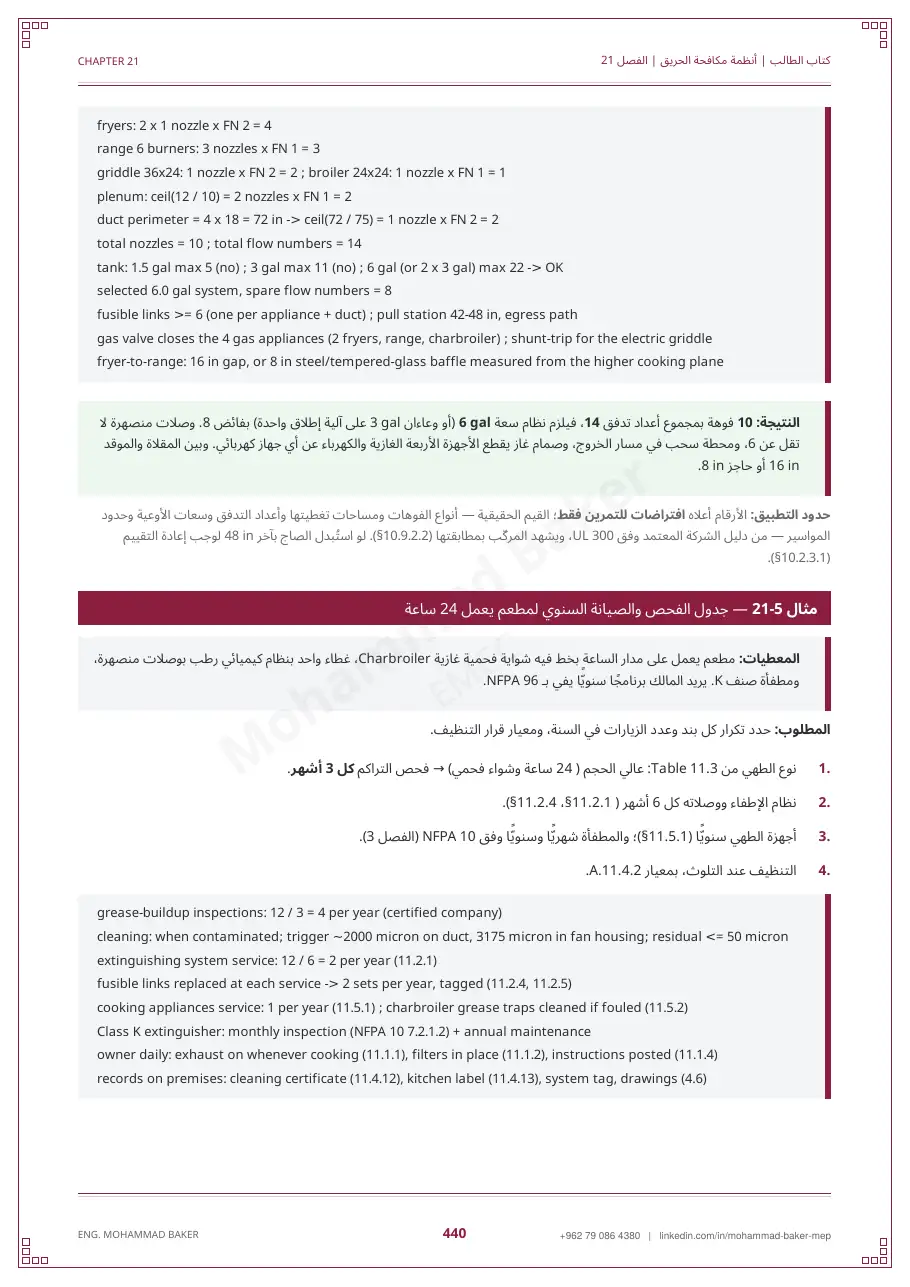 CHAPTER 21
كتاب الطالب | أنظمة مكافحة الحريق | الفصل 21
fryers: 2 x 1 nozzle x FN 2 = 4
range 6 burners: 3 nozzles x FN 1 = 3
griddle 36x24: 1 nozzle x FN 2 = 2 ; broiler 24x24: 1 nozzle x FN 1 = 1
plenum: ceil(12 / 10) = 2 nozzles x FN 1 = 2
duct perimeter = 4 x 18 = 72 in -> ceil(72 / 75) = 1 nozzle x FN 2 = 2
total nozzles = 10 ; total flow numbers = 14
tank: 1.5 gal max 5 (no) ; 3 gal max 11 (no) ; 6 gal (or 2 x 3 gal) max 22 -> OK
selected 6.0 gal system, spare flow numbers = 8
fusible links >= 6 (one per appliance + duct) ; pull station 42-48 in, egress path
gas valve closes the 4 gas appliances (2 fryers, range, charbroiler) ; shunt-trip for the electric griddle
fryer-to-range: 16 in gap, or 8 in steel/tempered-glass baffle measured from the higher cooking plane
النتيجة: 10 فوهة بمجموع أعداد تدفق 14، فيلزم نظام سعة 6 gal (أو وعاءان 3 gal على آلية إطلاق واحدة) بفائض 8. وصلات منصهرة لا
تقل عن 6، ومحطة سحب في مسار الخروج، وصمام غاز يقطع الأجهزة الأربعة الغازية والكهرباء عن أي جهاز كهربائي. وبين المقلاة والموقد
16 in أو حاجز 8 in.
حدود التطبيق: الأرقام أعلاه افتراضات للتمرين فقط؛ القيم الحقيقية — أنواع الفوهات ومساحات تغطيتها وأعداد التدفق وسعات الأوعية وحدود
المواسير — من دليل الشركة المعتمد وفق UL 300، ويشهد المركّب بمطابقتها (§10.9.2.2). لو استُبدل الصاج بآخر 48 in لوجب إعادة التقييم
(§10.2.3.1).
مثال 5-21 — جدول الفحص والصيانة السنوي لمطعم يعمل 24 ساعة
المعطيات: مطعم يعمل على مدار الساعة بخط فيه شواية فحمية غازية Charbroiler، غطاء واحد بنظام كيميائي رطب بوصلات منصهرة،
ومطفأة صنف K. يريد المالك برنامجًا سنويًّا يفي بـ NFPA 96.
المطلوب: حدد تكرار كل بند وعدد الزيارات في السنة، ومعيار قرار التنظيف.
1. نوع الطهي من Table 11.3: عالي الحجم ( 24 ساعة وشواء فحمي) → فحص التراكم كل 3 أشهر.
2. نظام الإطفاء ووصلاته كل 6 أشهر ( §11.2.1، §11.2.4).
3. أجهزة الطهي سنويًّا (§11.5.1)؛ والمطفأة شهريًّا وسنويًّا وفق NFPA 10 (الفصل 3).
4. التنظيف عند التلوث، بمعيار A.11.4.2.
grease-buildup inspections: 12 / 3 = 4 per year (certified company)
cleaning: when contaminated; trigger ~2000 micron on duct, 3175 micron in fan housing; residual <= 50 micron
extinguishing system service: 12 / 6 = 2 per year (11.2.1)
fusible links replaced at each service -> 2 sets per year, tagged (11.2.4, 11.2.5)
cooking appliances service: 1 per year (11.5.1) ; charbroiler grease traps cleaned if fouled (11.5.2)
Class K extinguisher: monthly inspection (NFPA 10 7.2.1.2) + annual maintenance
owner daily: exhaust on whenever cooking (11.1.1), filters in place (11.1.2), instructions posted (11.1.4)
records on premises: cleaning certificate (11.4.12), kitchen label (11.4.13), system tag, drawings (4.6)
ENG. MOHAMMAD BAKER
440
+962 79 086 4380 | linkedin.com/in/mohammad-baker-mep